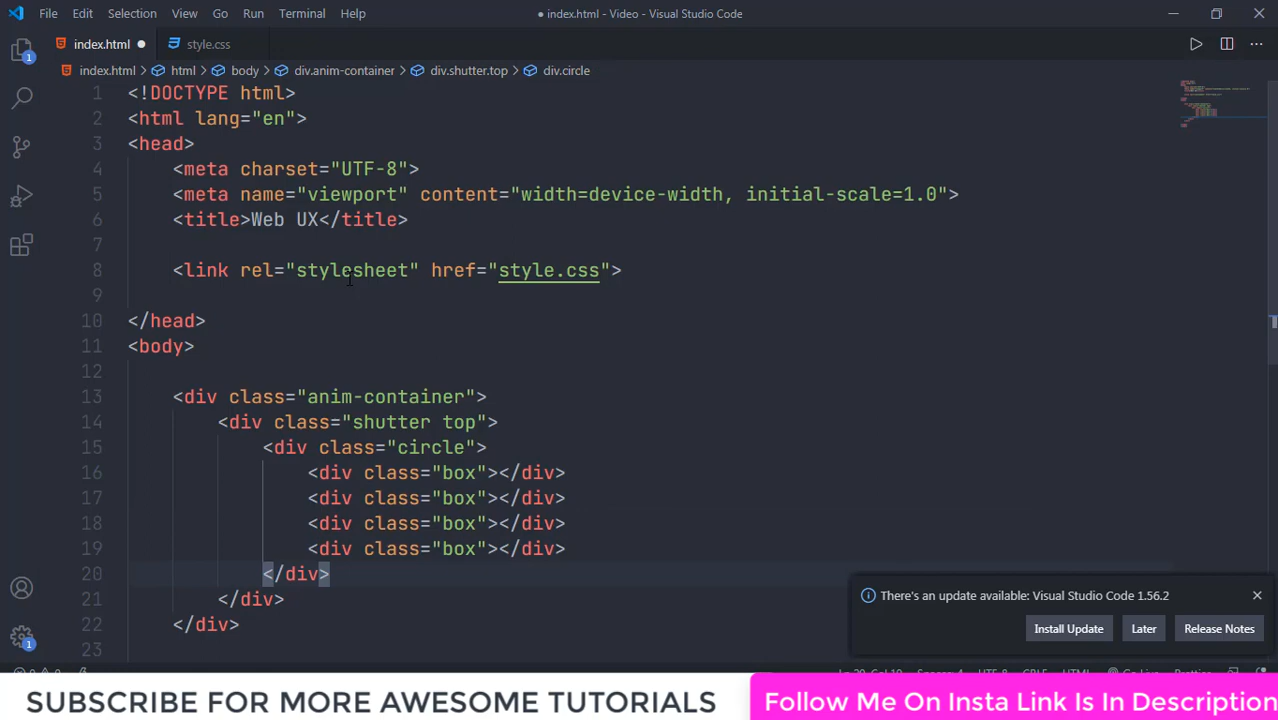 File Edit Selection View Go Run Terminal Help
● index.html - Video - Visual Studio Code
index.html ● style.css
index.html > html > body > div.anim-container > div.shutter.top > div.circle
1 <!DOCTYPE html>
2 <html lang="en">
3 <head>
4 <meta charset="UTF-8">
5 <meta name="viewport" content="width=device-width, initial-scale=1.0">
6 <title>Web UX</title>
7
8 <link rel="stylesheet" href="style.css">
9
10 </head>
11 <body>
12
13 <div class="anim-container">
14 <div class="shutter top">
15 <div class="circle">
16 <div class="box"></div>
17 <div class="box"></div>
18 <div class="box"></div>
19 <div class="box"></div>
20 </div>
21 </div>
22 </div>
23
1
1
There's an update available: Visual Studio Code 1.56.2
Install Update Later Release Notes
SUBSCRIBE FOR MORE AWESOME TUTORIALS
Follow Me On Insta Link Is In Description